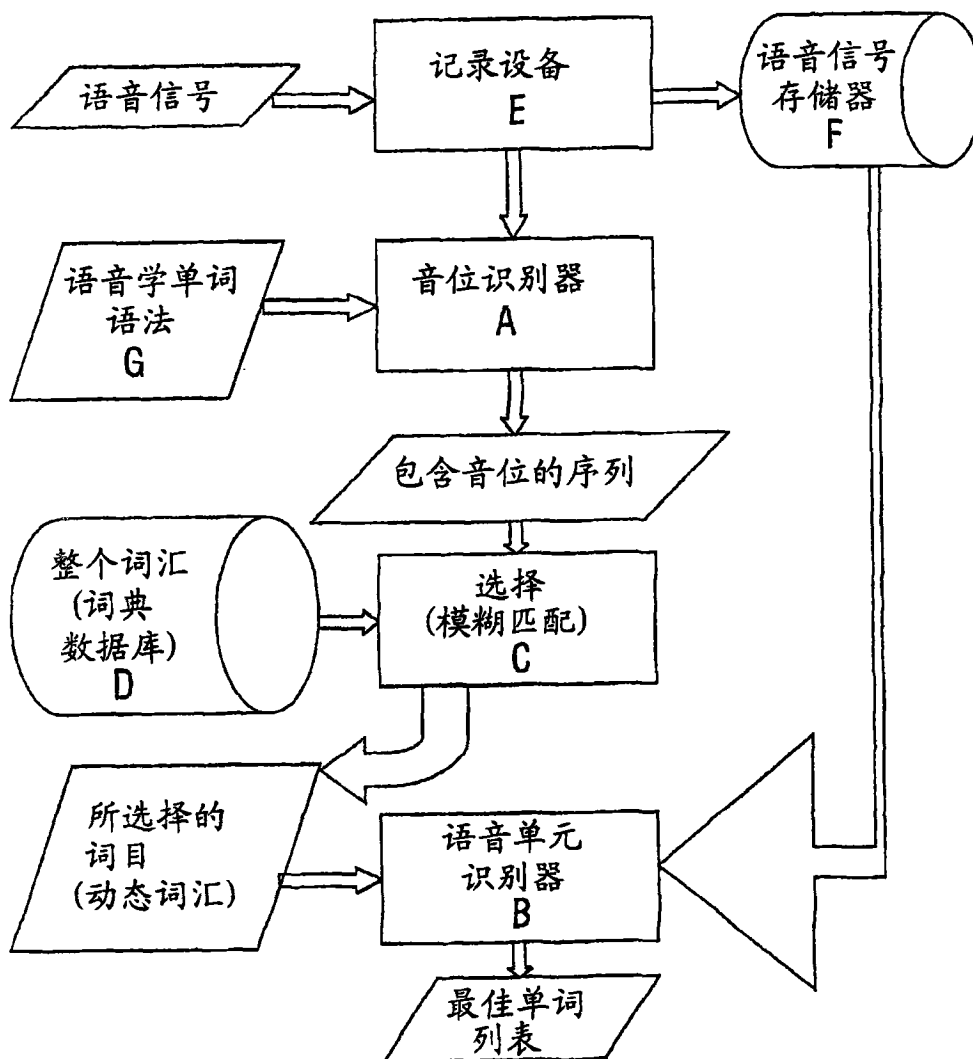 语音信号
记录设备
E
语音信号
存储器
F
语音学单词
语法
G
音位识别器
A
包含音位的序列
整个词汇
(词典
数据库)
D
选择
(模糊匹配)
C
所选择的
词目
(动态词汇)
语音单元
识别器
B
最佳单词
列表